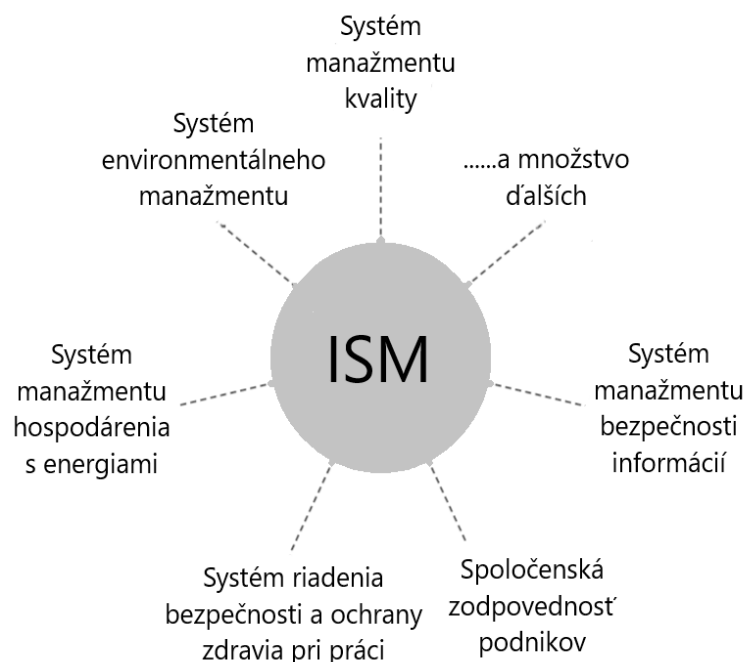 Systém
manažmentu
kvality
Systém
environmentálneho
manažmentu
......a množstvo
ďalších
ISM
Systém
manažmentu
hospodárenia
s energiami
Systém
manažmentu
bezpečnosti
informácií
Systém riadenia
bezpečnosti a ochrany
zdravia pri práci
Spoločenská
zodpovednosť
podnikov